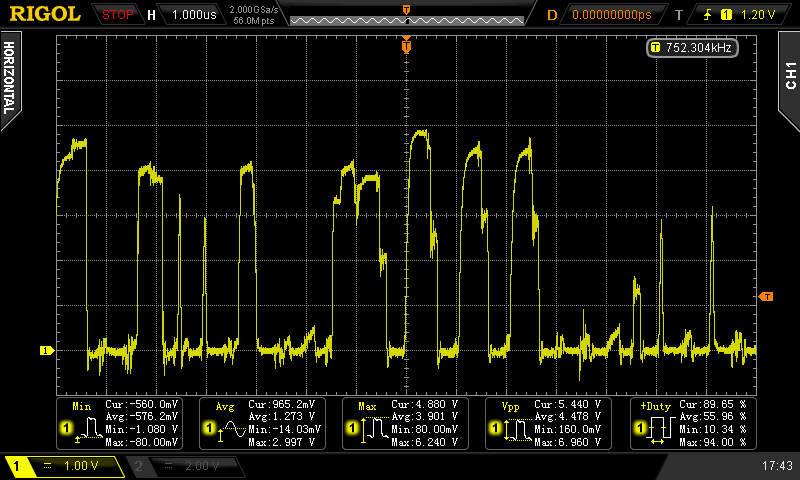 RIGOL STOP H 1.000us 2.000GSa/s 56.0M pts D 0.00000000ps T 1 1.20 V
T
T 752.304kHz
HORIZONTAL
CH1
T
1
Min Cur:-560.0mV Avg:-576.2mV Min:-1.080 V Max:-80.00mV
Avg Cur:965.2mV Avg:1.273 V Min:-14.03mV Max:2.997 V
Max Cur:4.880 V Avg:3.901 V Min:80.00mV Max:6.240 V
Vpp Cur:5.440 V Avg:4.478 V Min:160.0mV Max:6.960 V
+Duty Cur:89.65 % Avg:55.96 % Min:10.34 % Max:94.00 %
1 1.00 V 2 2.00 V 17:43